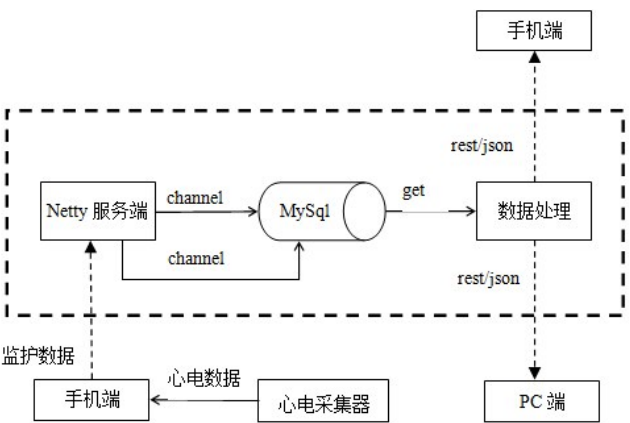 手机端
rest/json
Netty 服务端
channel
MySql
get
数据处理
channel
rest/json
监护数据
手机端
心电数据
心电采集器
PC 端